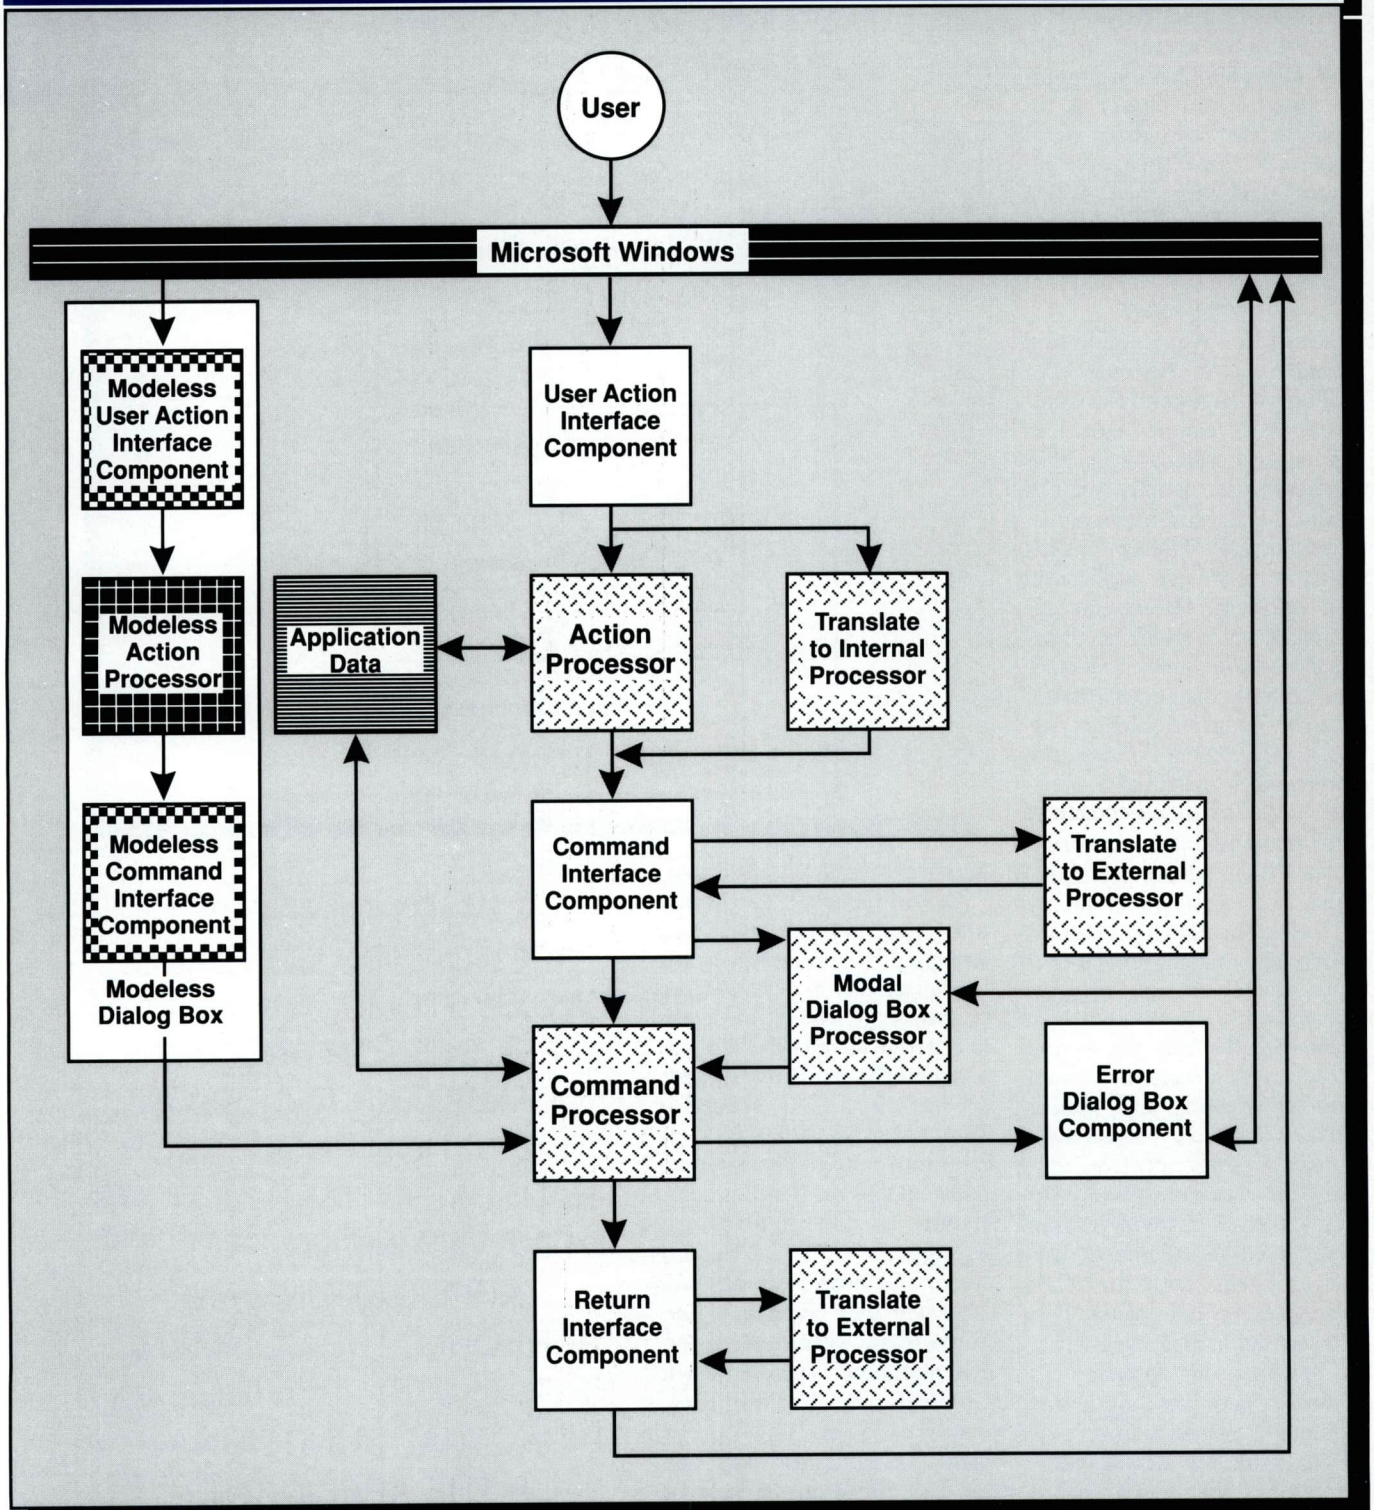 User
Microsoft Windows
Modeless
User Action
Interface
Component
User Action
Interface
Component
Modeless
Action
Processor
Application
Data
Action
Processor
Translate
to Internal
Processor
Modeless
Command
Interface
Component
Modeless
Dialog Box
Command
Interface
Component
Translate
to External
Processor
Modal
Dialog Box
Processor
Command
Processor
Error
Dialog Box
Component
Return
Interface
Component
Translate
to External
Processor